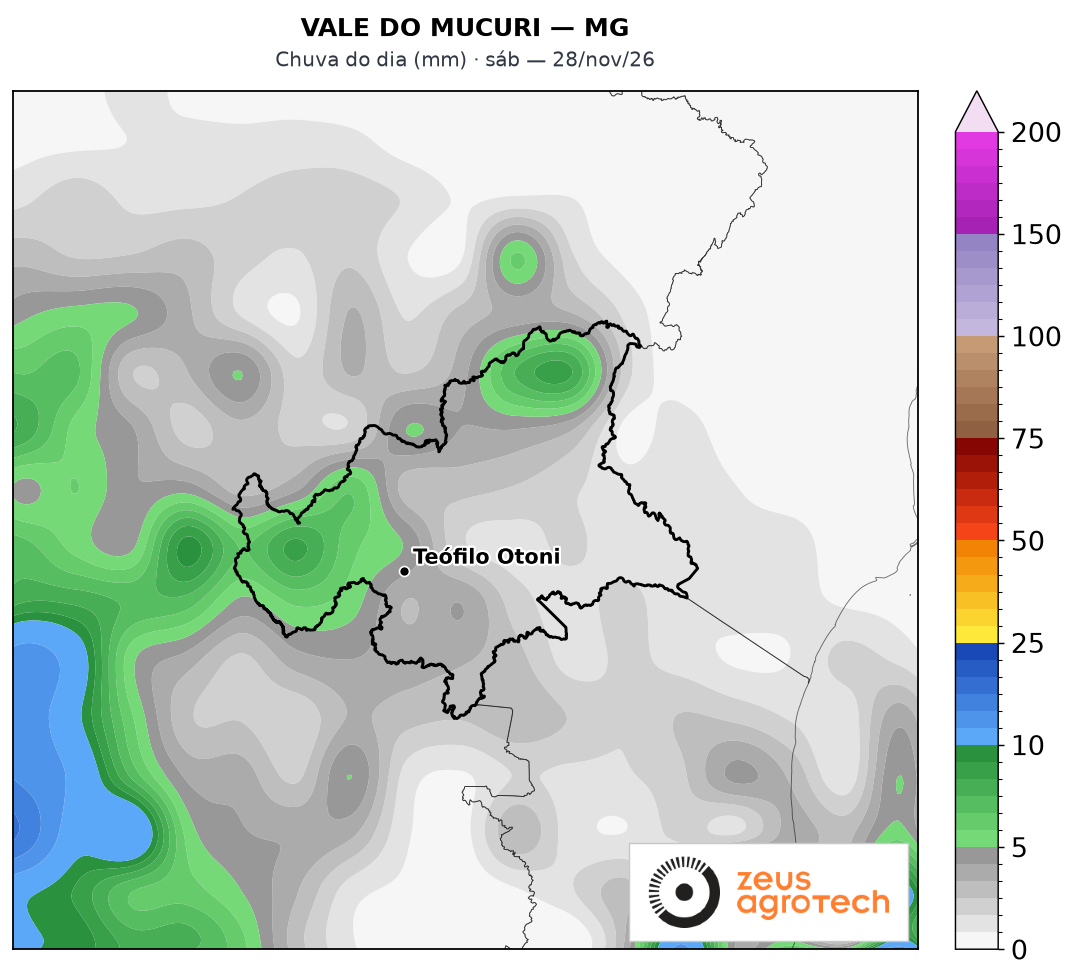 VALE DO MUCURI — MG
Chuva do dia (mm) · sáb — 28/nov/26
200
150
100
75
50
25
10
5
0
Teófilo Otoni
zeus
agrotech